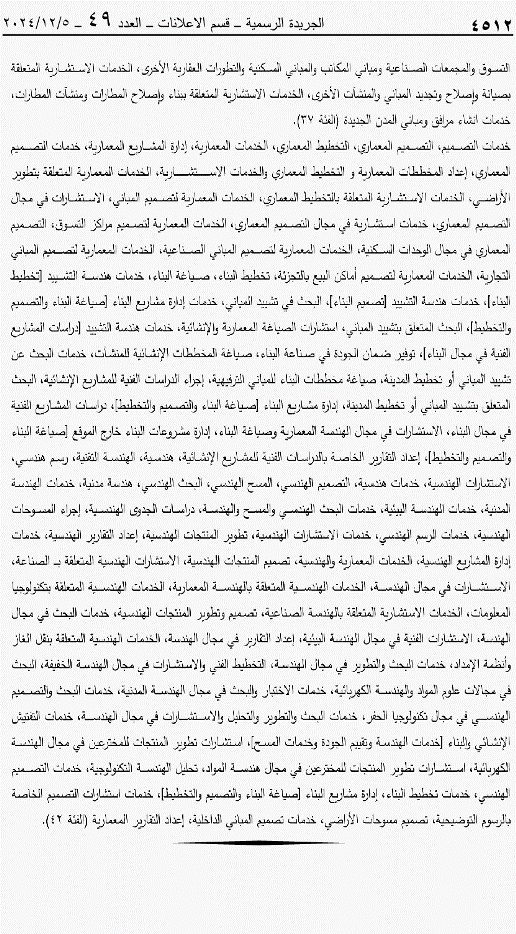 ٤٥١٢ الجريدة الرسمية ــ قسم الاعلانات ــ العدد ٤٩ ــ ٢٠٢٤/١٢/٥
التسوق والمجمعات الصناعية ومباني المكاتب والمباني السكنية والتطورات العقارية الأخرى، الخدمات الاستشارية المتعلقة
بصيانة وإصلاح وتجديد المباني والمنشآت الأخرى، الخدمات الاستشارية المتعلقة ببناء وإصلاح المطارات ومنشآت المطارات،
خدمات انشاء مرافق ومباني المدن الجديدة (الفئة ٣٧).
خدمات التصميم، التصميم المعماري، التخطيط المعماري، الخدمات المعمارية، إدارة المشاريع المعمارية، خدمات التصميم
المعماري، إعداد المخططات المعمارية و التخطيط المعماري والخدمات الاستشارية، الخدمات المعمارية المتعلقة بتطوير
الأراضي، الخدمات الاستشارية المتعلقة بالتخطيط المعماري، الخدمات المعمارية لتصميم المباني، الاستشارات في مجال
التصميم المعماري، خدمات استشارية في مجال التصميم المعماري، الخدمات المعمارية لتصميم مراكز التسوق، التصميم
المعماري في مجال الوحدات السكنية، الخدمات المعمارية لتصميم المباني الصناعية، الخدمات المعمارية لتصميم المباني
التجارية، الخدمات المعمارية لتصميم أماكن البيع بالتجزئة، تخطيط البناء، صياغة البناء، خدمات هندسة التشييد [تخطيط
البناء]، خدمات هندسة التشييد [تصميم البناء]، البحث في تشييد المباني، خدمات إدارة مشاريع البناء [صياغة البناء والتصميم
والتخطيط]، البحث المتعلق بتشييد المباني، استشارات الصياغة المعمارية والإنشائية، خدمات هندسة التشييد [دراسات المشاريع
الفنية في مجال البناء]، توفير ضمان الجودة في صناعة البناء، صياغة المخططات الإنشائية للمنشآت، خدمات البحث عن
تشييد المباني أو تخطيط المدينة، صياغة مخططات البناء للمباني الترفيهية، إجراء الدراسات الفنية للمشاريع الإنشائية، البحث
المتعلق بتشييد المباني أو تخطيط المدينة، إدارة مشاريع البناء [صياغة البناء والتصميم والتخطيط]، دراسات المشاريع الفنية
في مجال البناء، الاستشارات في مجال الهندسة المعمارية وصياغة البناء، إدارة مشروعات البناء خارج الموقع [صياغة البناء
والتصميم والتخطيط]، إعداد التقارير الخاصة بالدراسات الفنية للمشاريع الإنشائية، هندسية، الهندسة التقنية، رسم هندسي،
الاستشارات الهندسية، خدمات هندسية، التصميم الهندسي، المسح الهندسي، البحث الهندسي، هندسة مدنية، خدمات الهندسة
المدنية، خدمات الهندسة البيئية، خدمات البحث الهندسي والمسح والهندسة، دراسات الجدوى الهندسية، إجراء المسوحات
الهندسية، خدمات الرسم الهندسي، خدمات الاستشارات الهندسية، تطوير المنتجات الهندسية، إعداد التقارير الهندسية، خدمات
إدارة المشاريع الهندسية، الخدمات المعمارية والهندسية، تصميم المنتجات الهندسية، الاستشارات الهندسية المتعلقة بـ الصناعة،
الاستشارات في مجال الهندسة، الخدمات الهندسية المتعلقة بالهندسة المعمارية، الخدمات الهندسية المتعلقة بتكنولوجيا
المعلومات، الخدمات الاستشارية المتعلقة بالهندسة الصناعية، تصميم وتطوير المنتجات الهندسية، خدمات البحث في مجال
الهندسة، الاستشارات الفنية في مجال الهندسة البيئية، إعداد التقارير في مجال الهندسة، الخدمات الهندسية المتعلقة بنقل الغاز
وأنظمة الإمداد، خدمات البحث والتطوير في مجال الهندسة، التخطيط الفني والاستشارات في مجال الهندسة الخفيفة، البحث
في مجالات علوم المواد والهندسة الكهربائية، خدمات الاختبار والبحث في مجال الهندسة المدنية، خدمات البحث والتصميم
الهندسي في مجال تكنولوجيا الحفر، خدمات البحث والتطوير والتحليل والاستشارات في مجال الهندسة، خدمات التفتيش
الإنشائي والبناء [خدمات الهندسة وتقييم الجودة وخدمات المسح]، استشارات تطوير المنتجات للمخترعين في مجال الهندسة
الكهربائية، استشارات تطوير المنتجات للمخترعين في مجال هندسة المواد، تحليل الهندسة التكنولوجية، خدمات التصميم
الهندسي، خدمات تخطيط البناء، إدارة مشاريع البناء [صياغة البناء والتصميم والتخطيط]، خدمات استشارات التصميم الخاصة
بالرسوم التوضيحية، تصميم مسوحات الأراضي، خدمات تصميم المباني الداخلية، إعداد التقارير المعمارية (الفئة ٤٢).